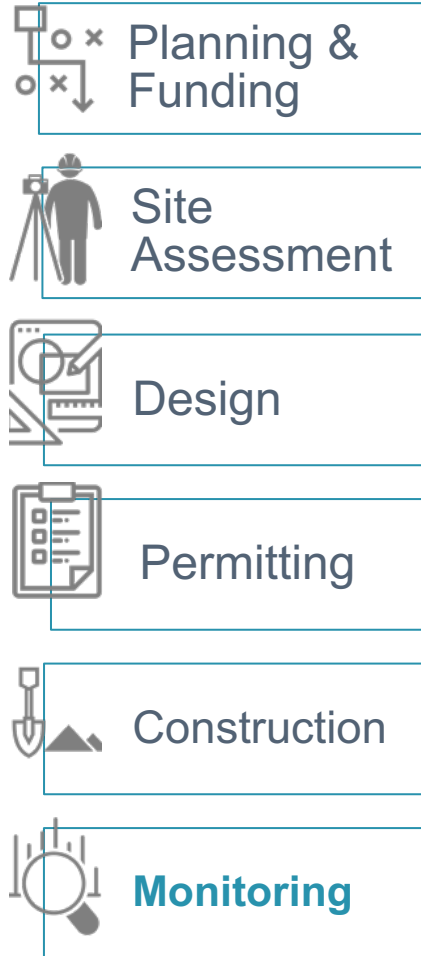 Planning &
Funding
Site
Assessment
Design
Permitting
Construction
Monitoring